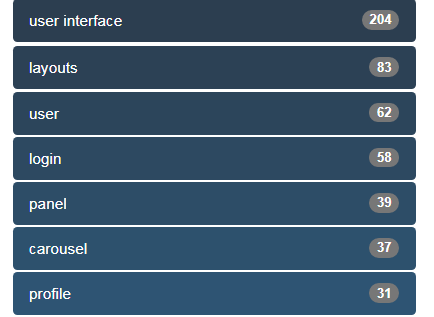 user interface 204
layouts 83
user 62
login 58
panel 39
carousel 37
profile 31